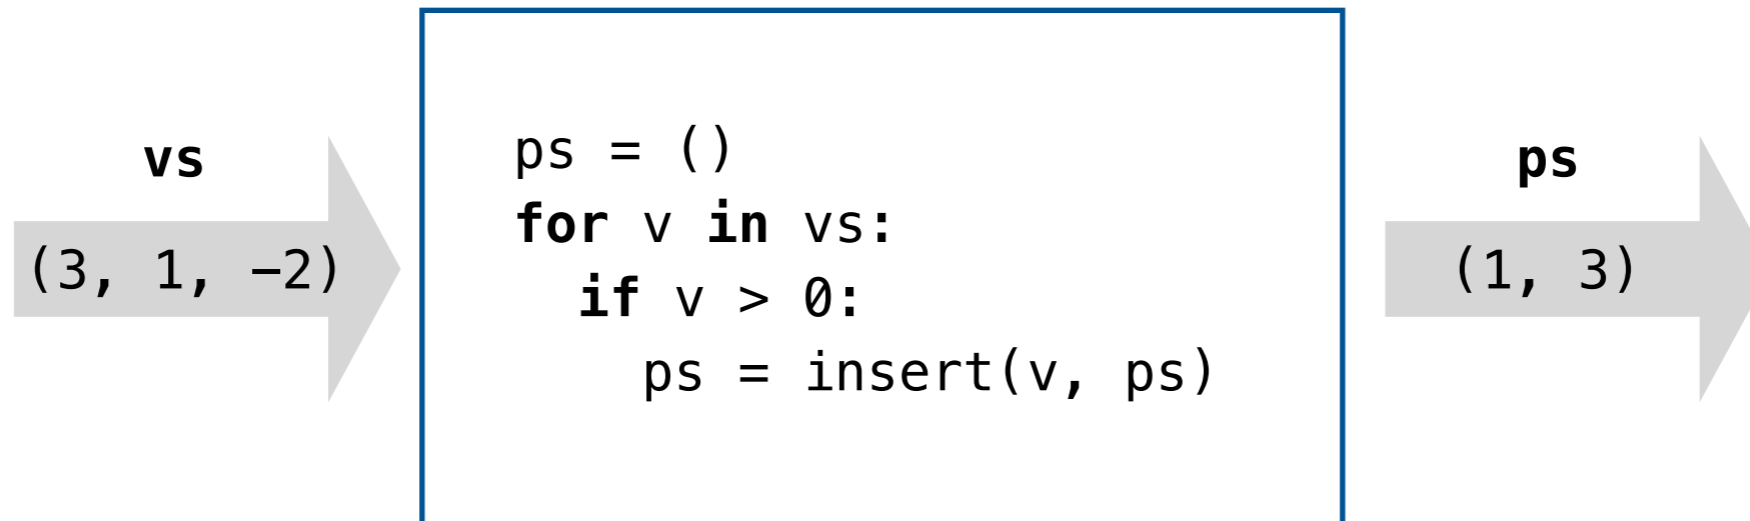 vs
(3, 1, −2)
ps = ()
for v in vs:
  if v > 0:
    ps = insert(v, ps)
ps
(1, 3)